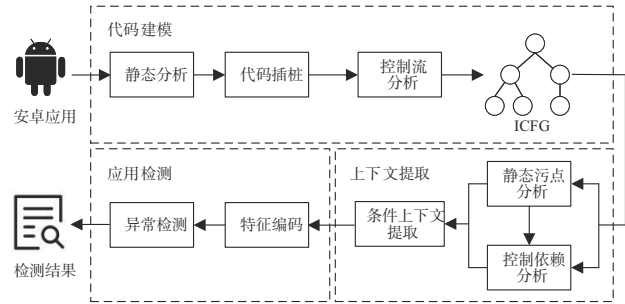 代码建模
静态分析
代码插桩
控制流
分析
ICFG
安卓应用
应用检测
上下文提取
静态污点
分析
异常检测
特征编码
条件上下文
提取
控制依赖
分析
检测结果